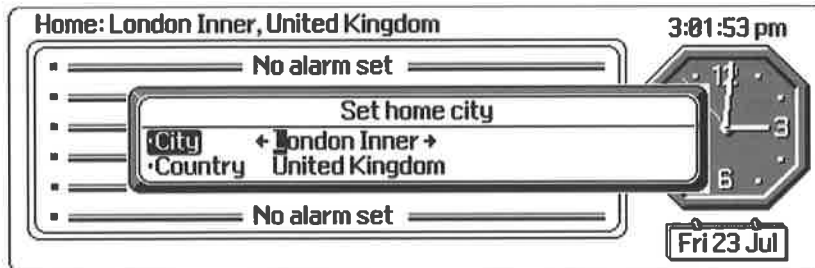 Home: London Inner, United Kingdom
3:01:53 pm
No alarm set
Set home city
·City London Inner
·Country United Kingdom
No alarm set
12
3
6
Fri 23 Jul